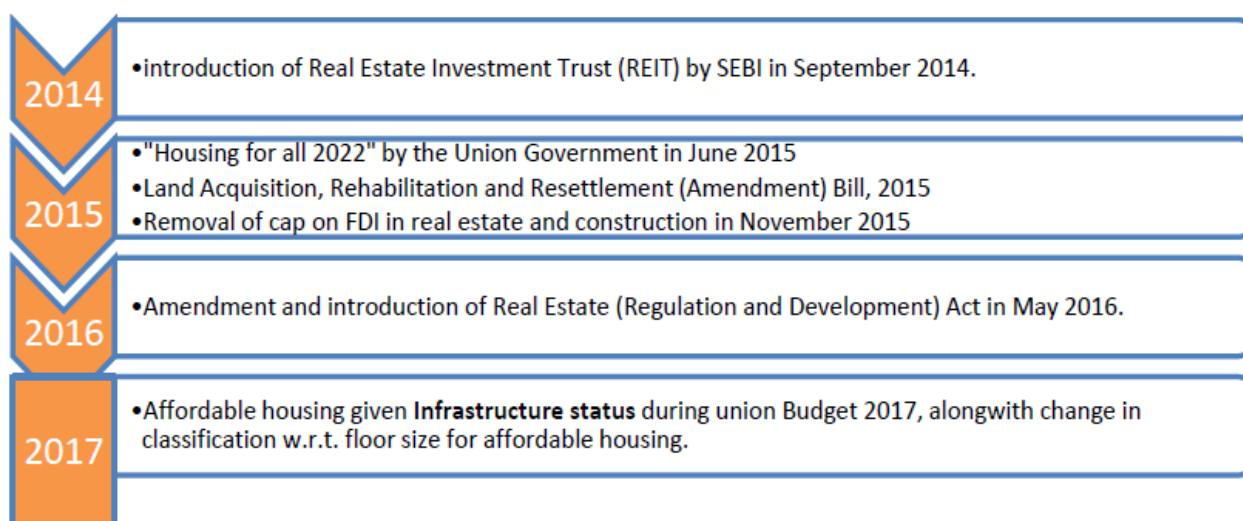 2014
•introduction of Real Estate Investment Trust (REIT) by SEBI in September 2014.
2015
•"Housing for all 2022" by the Union Government in June 2015
•Land Acquisition, Rehabilitation and Resettlement (Amendment) Bill, 2015
•Removal of cap on FDI in real estate and construction in November 2015
2016
•Amendment and introduction of Real Estate (Regulation and Development) Act in May 2016.
2017
•Affordable housing given Infrastructure status during union Budget 2017, alongwith change in
classification w.r.t. floor size for affordable housing.